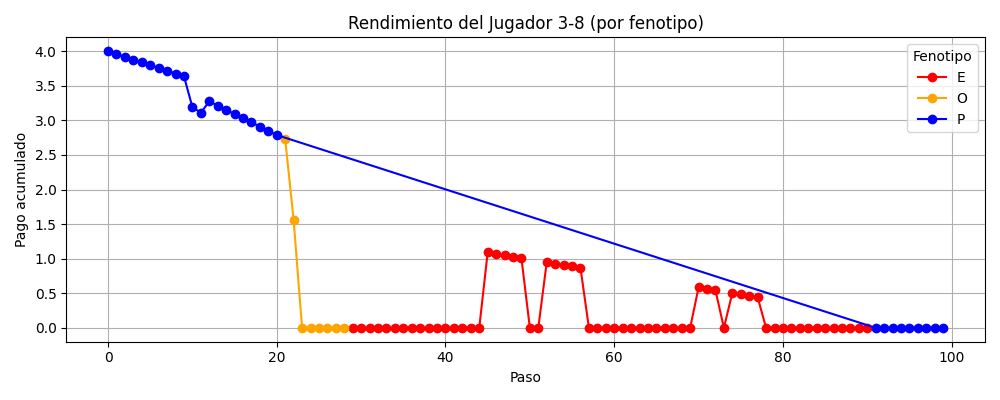 Rendimiento del Jugador 3-8 (por fenotipo)
Pago acumulado
4.0
3.5
3.0
2.5
2.0
1.5
1.0
0.5
0.0
Fenotipo
E
O
P
0 20 40 60 80 100
Paso